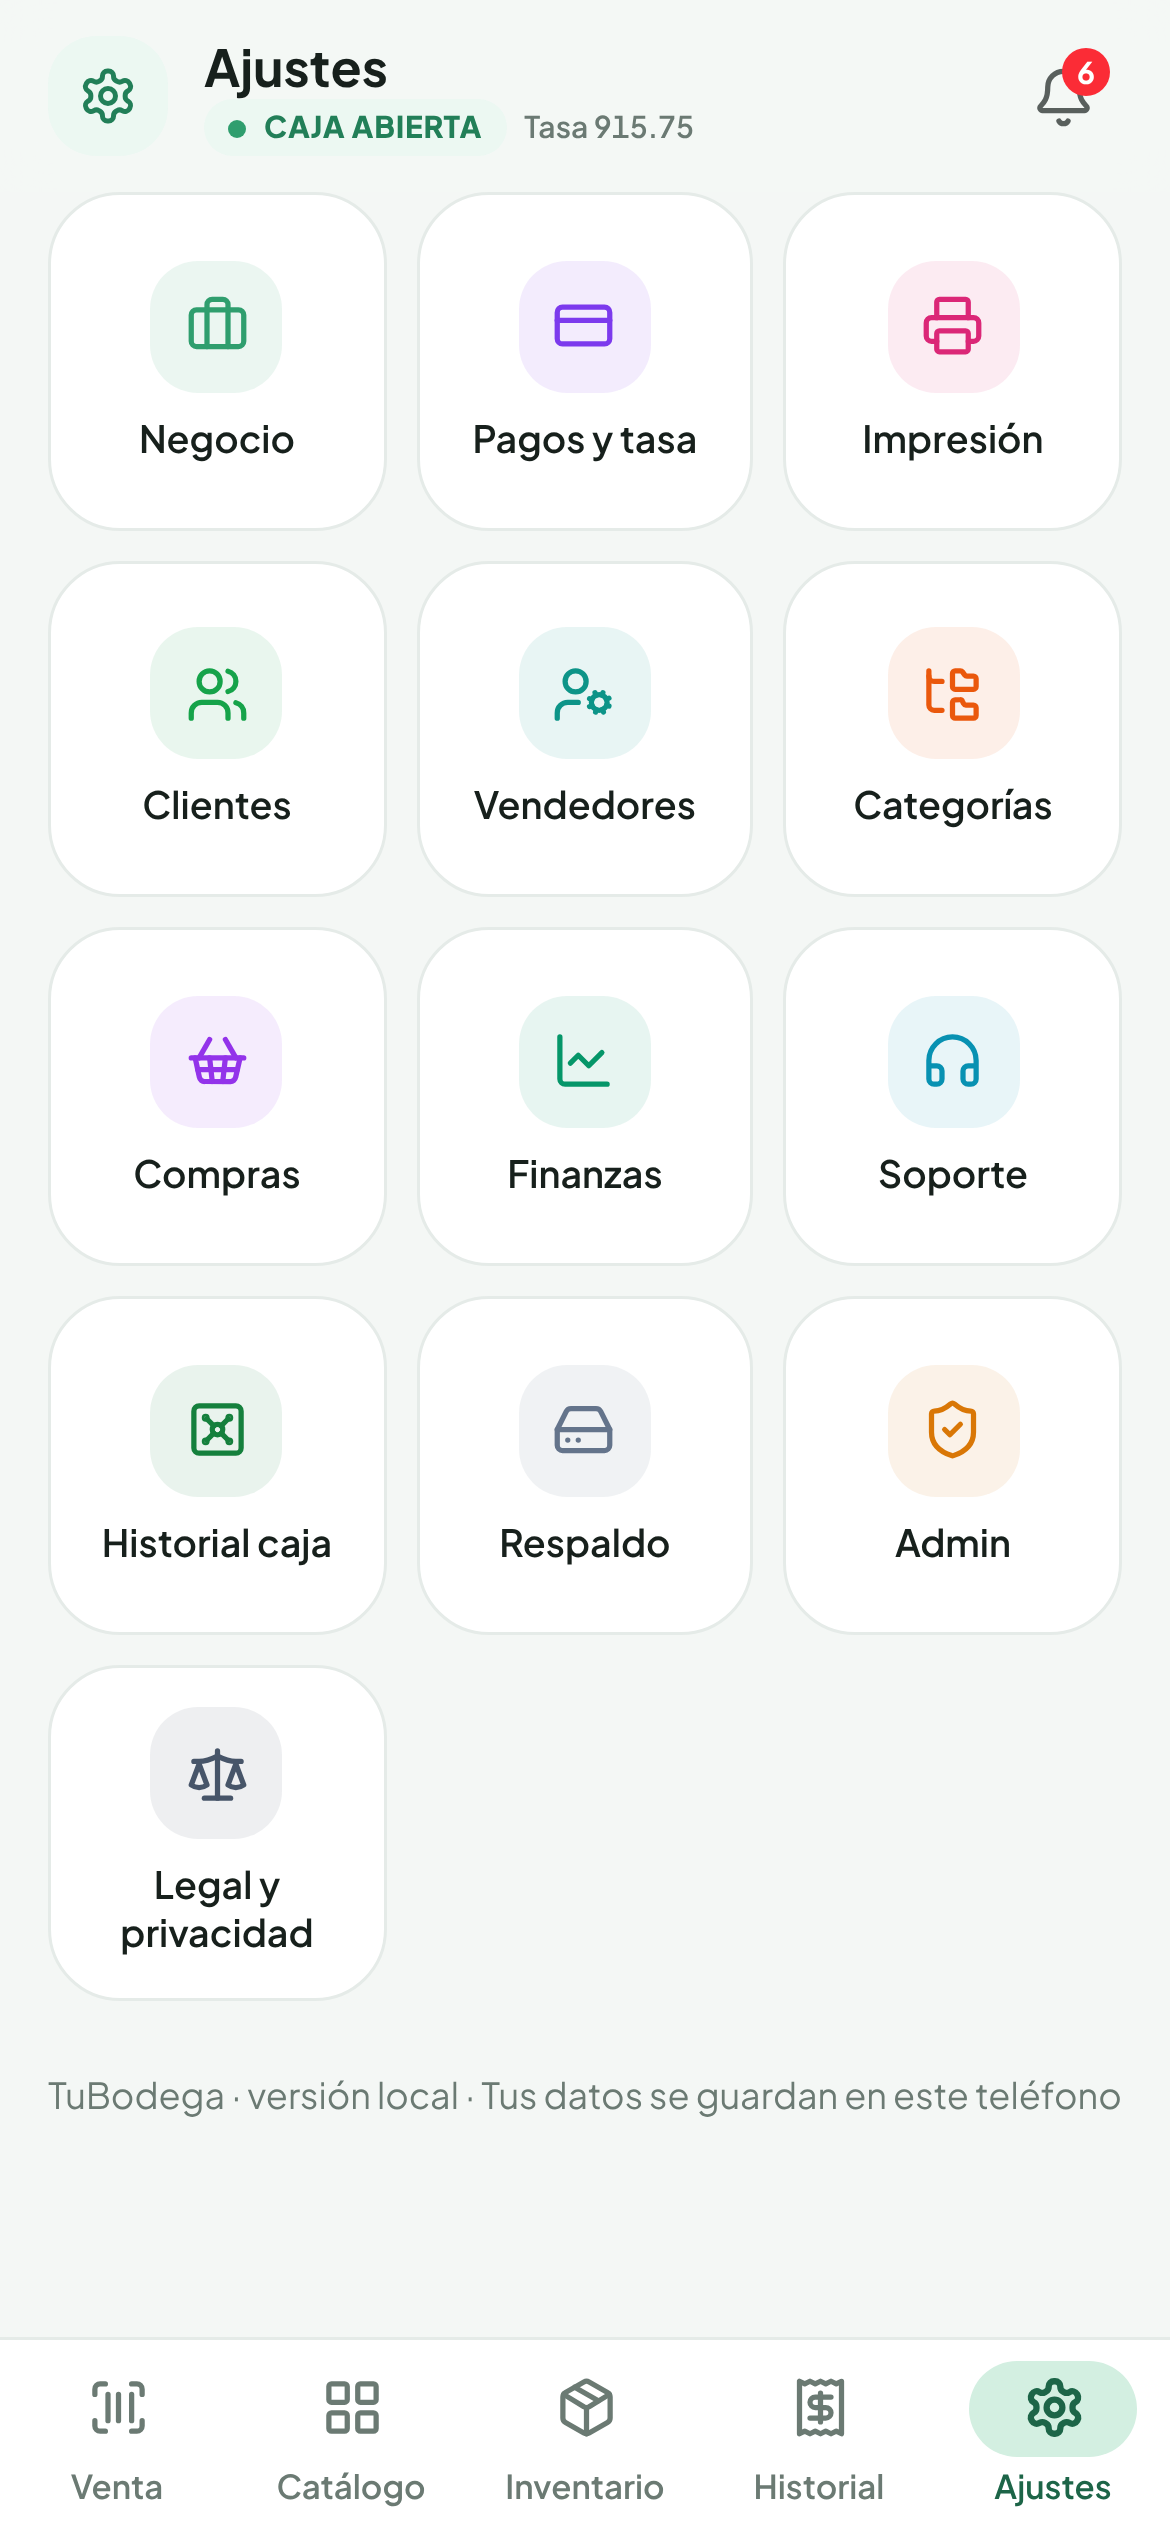 Ajustes
6
CAJA ABIERTA Tasa 915.75
Negocio Pagos y tasa Impresión
Clientes Vendedores Categorías
Compras Finanzas Soporte
Historial caja Respaldo Admin
Legal y
privacidad
TuBodega · versión local · Tus datos se guardan en este teléfono
Venta Catálogo Inventario Historial Ajustes